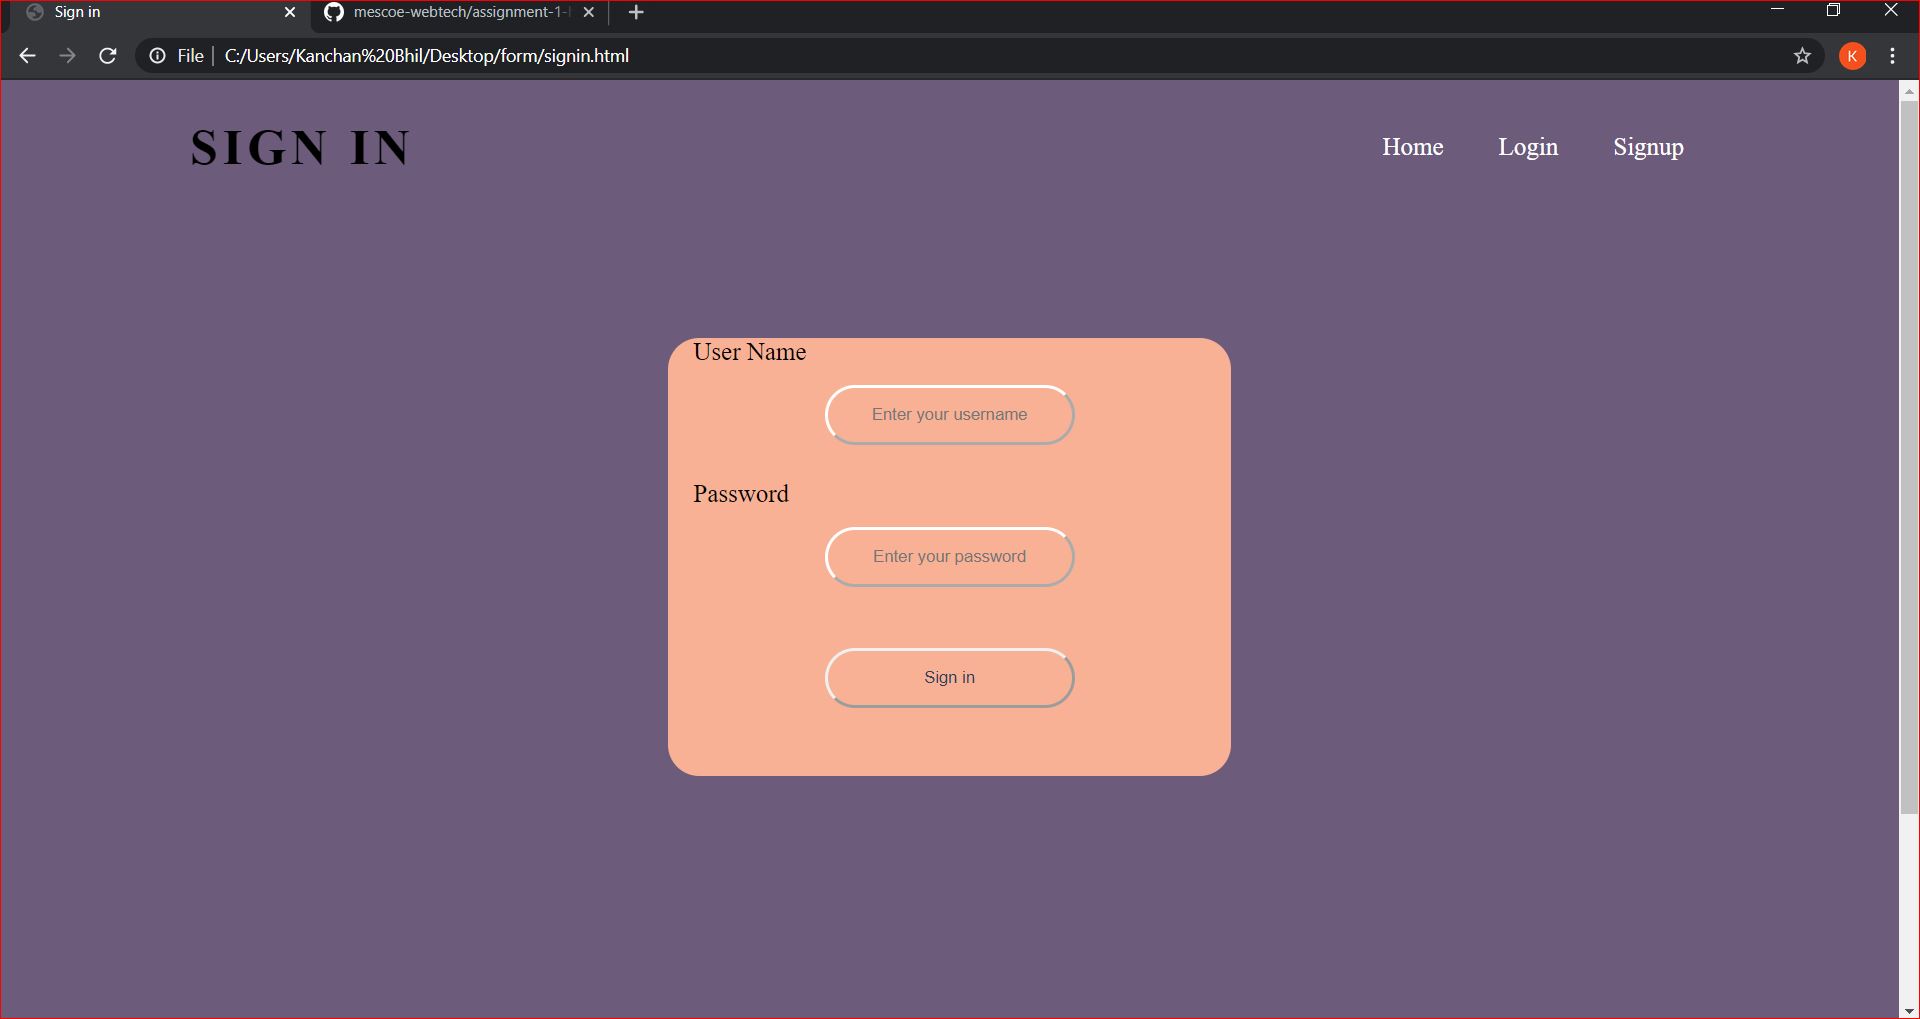 Sign in
mescoe-webtech/assignment-1-
File
C:/Users/Kanchan%20Bhil/Desktop/form/signin.html
K
SIGN IN
Home Login Signup
User Name
Enter your username
Password
Enter your password
Sign in